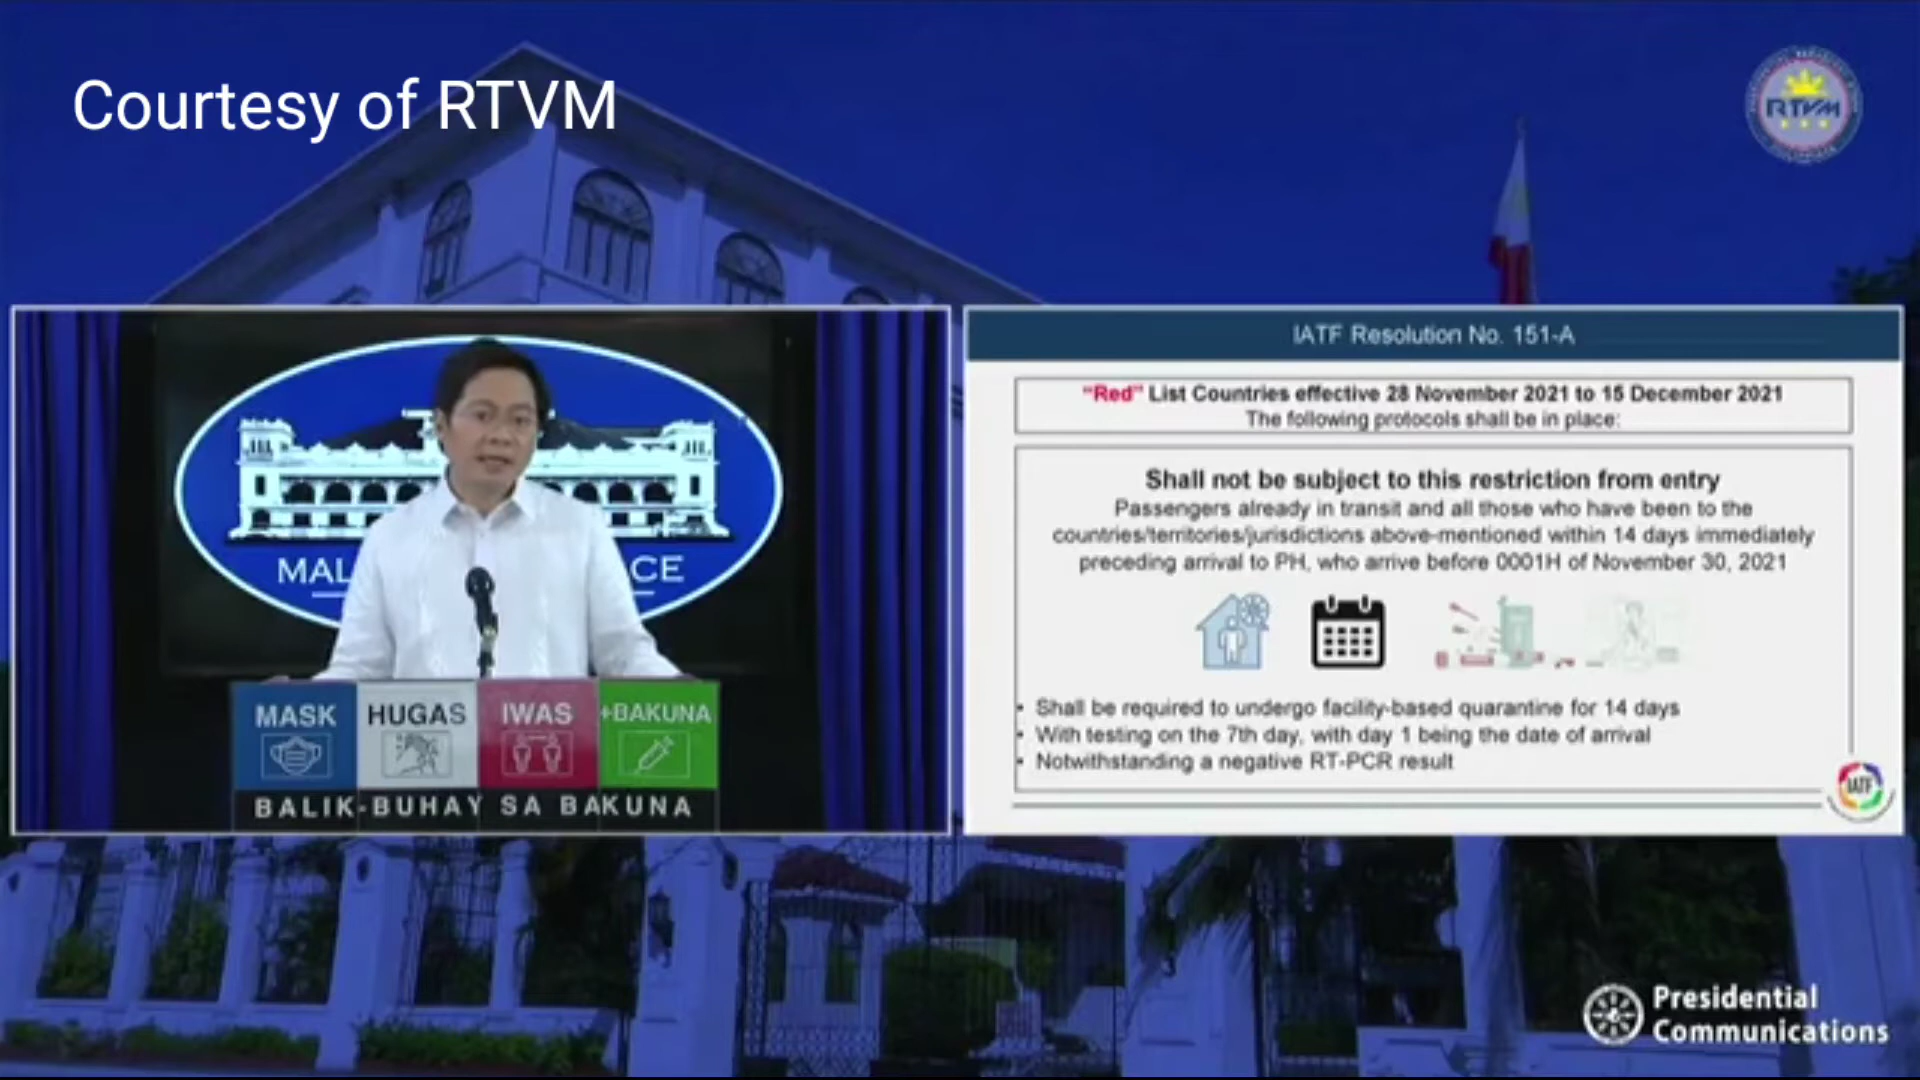 Courtesy of RTVM
RTVM
IATF Resolution No. 151-A
"Red" List Countries effective 28 November 2021 to 15 December 2021
The following protocols shall be in place:
Shall not be subject to this restriction from entry
Passengers already in transit and all those who have been to the
countries/territories/jurisdictions above-mentioned within 14 days immediately
preceding arrival to PH, who arrive before 0001H of November 30, 2021
• Shall be required to undergo facility-based quarantine for 14 days
• With testing on the 7th day, with day 1 being the date of arrival
• Notwithstanding a negative RT-PCR result
IATF
MAL CE
MASK HUGAS IWAS +BAKUNA
BALIK-BUHAY SA BAKUNA
Presidential
Communications